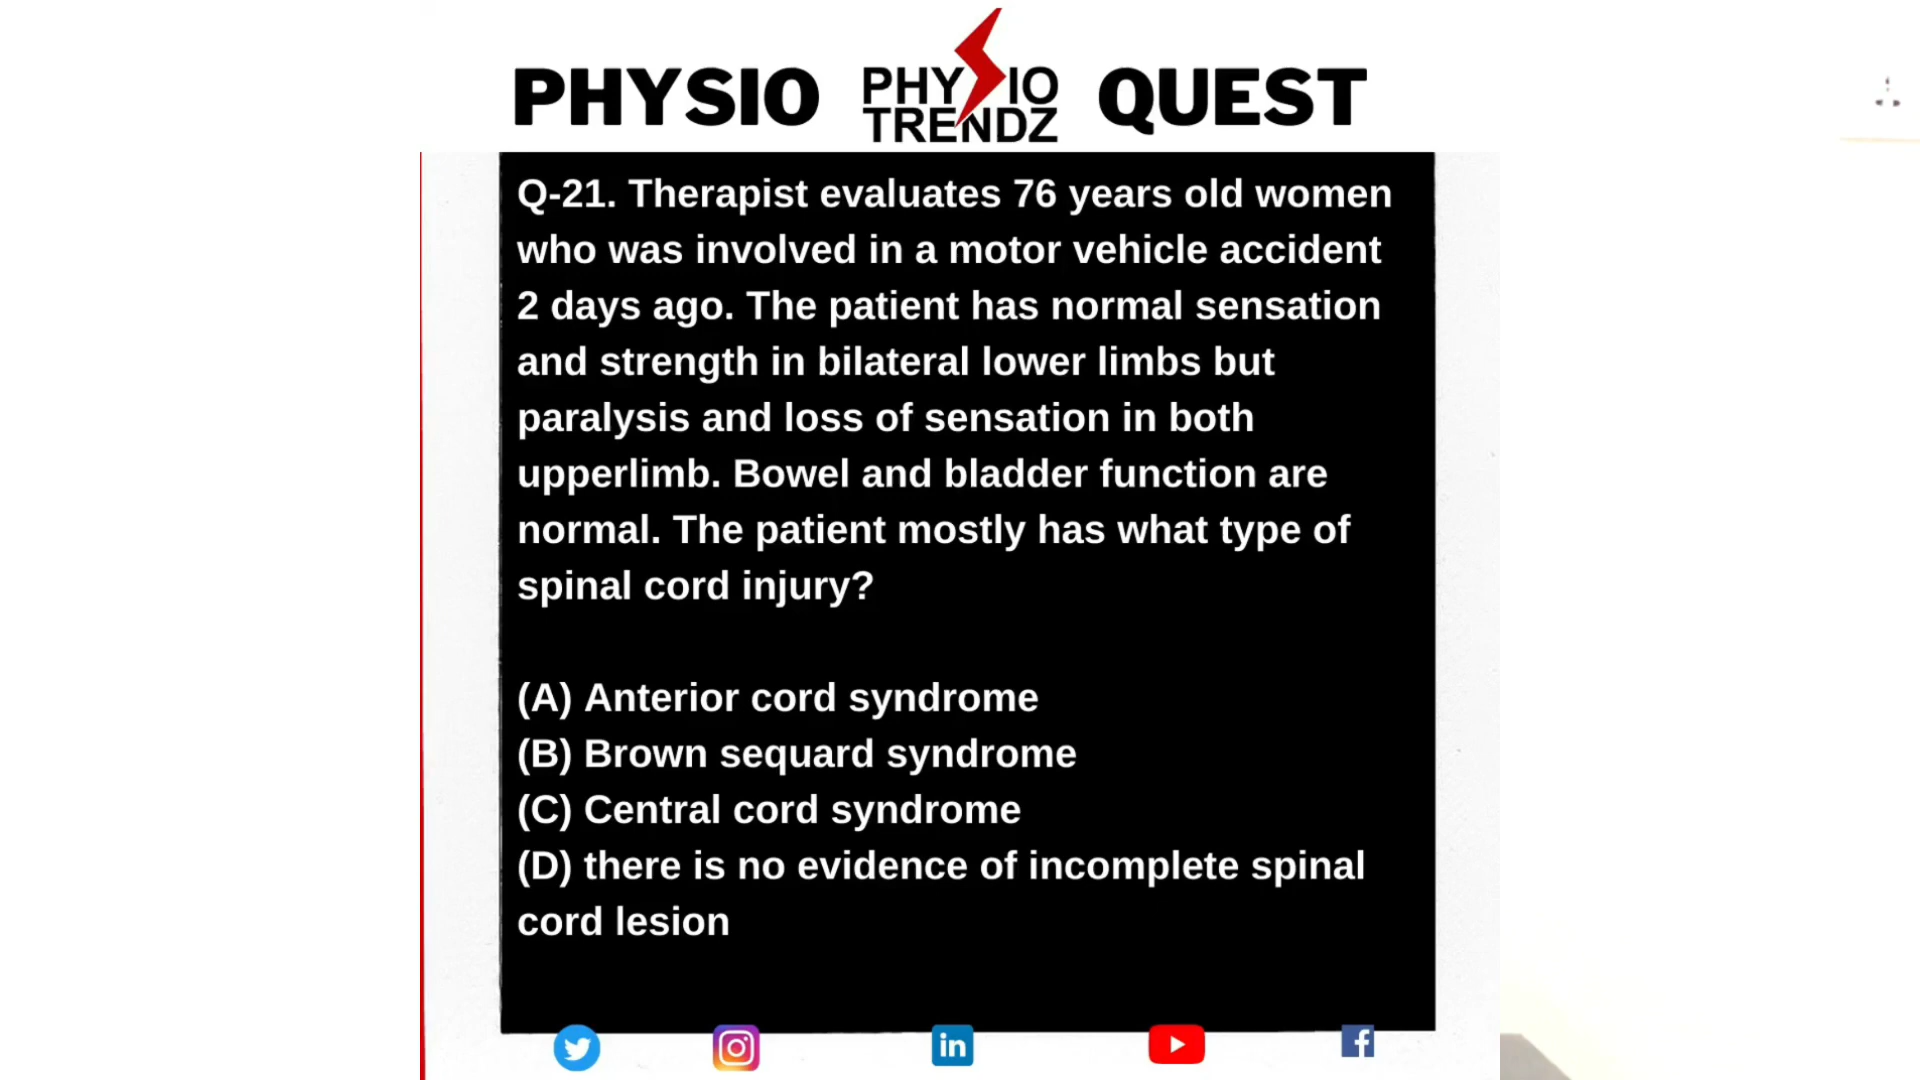 PHYSIO PHYSIO TRENDZ QUEST
Q-21. Therapist evaluates 76 years old women
who was involved in a motor vehicle accident
2 days ago. The patient has normal sensation
and strength in bilateral lower limbs but
paralysis and loss of sensation in both
upperlimb. Bowel and bladder function are
normal. The patient mostly has what type of
spinal cord injury?
(A) Anterior cord syndrome
(B) Brown sequard syndrome
(C) Central cord syndrome
(D) there is no evidence of incomplete spinal
cord lesion
in